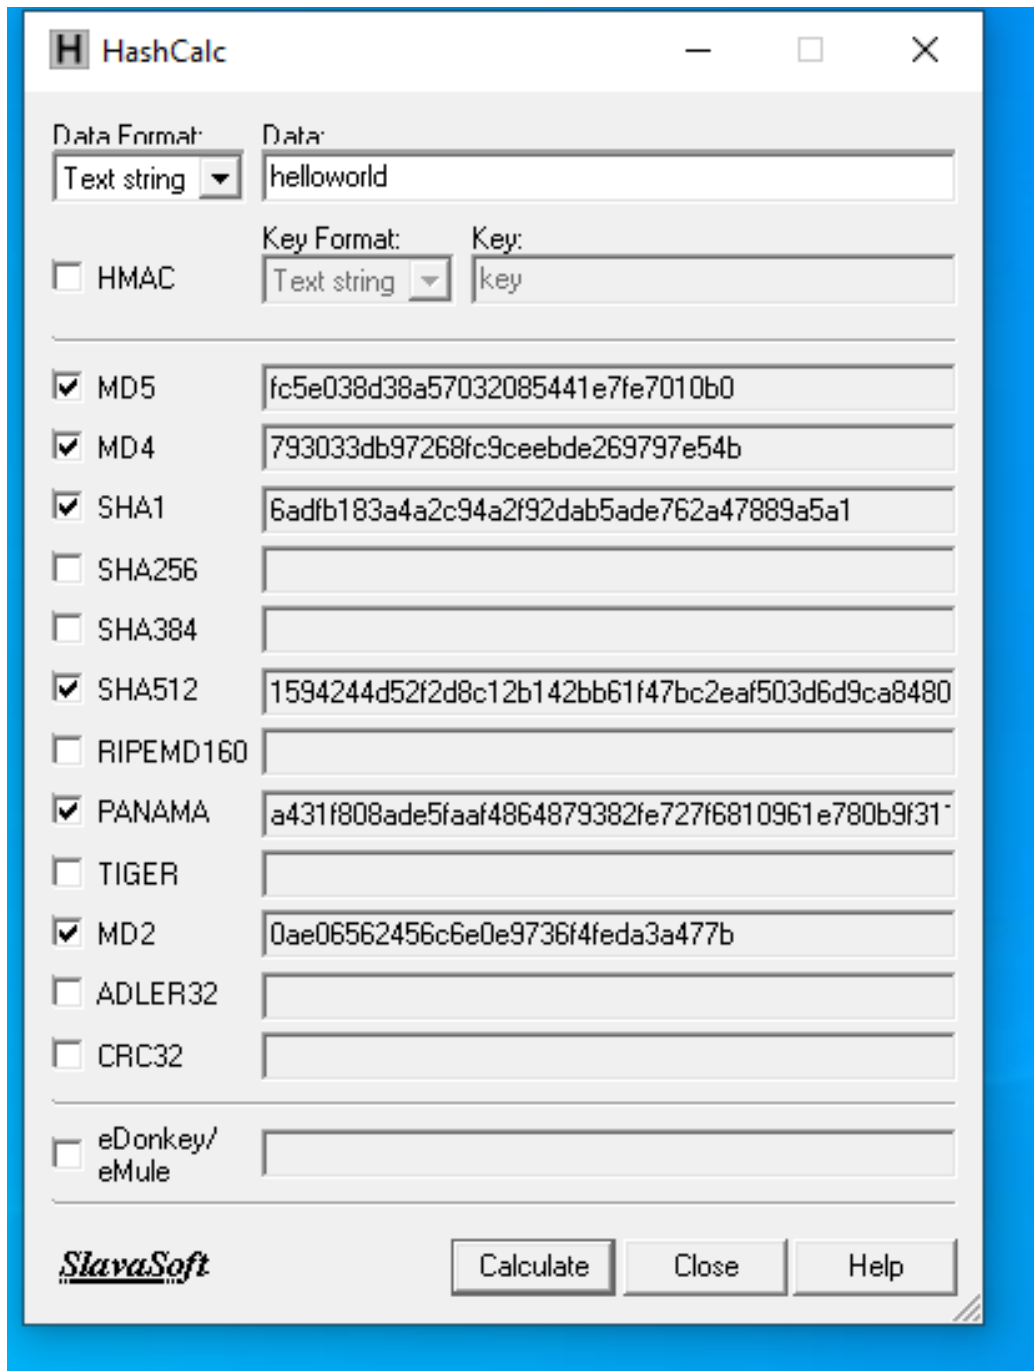 HashCalc
Data Format: Data:
Text string helloworld
Key Format: Key:
HMAC Text string key
MD5 fc5e038d38a57032085441e7fe7010b0
MD4 793033db97268fc9ceebde269797e54b
SHA1 6adfb183a4a2c94a2f92dab5ade762a47889a5a1
SHA256
SHA384
SHA512 1594244d52f2d8c12b142bb61f47bc2eaf503d6d9ca8480
RIPEMD160
PANAMA a431f808ade5faaf4864879382fe727f6810961e780b9f31
TIGER
MD2 0ae06562456c6e0e9736f4feda3a477b
ADLER32
CRC32
eDonkey/
eMule
SlavaSoft Calculate Close Help